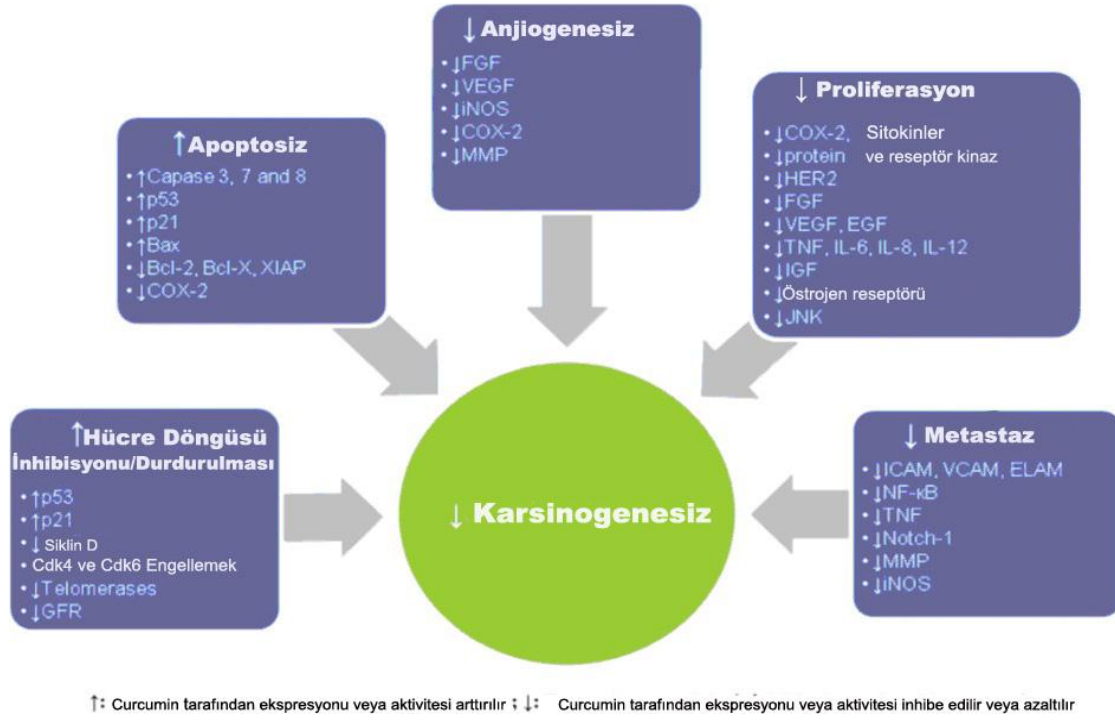 ↓ Anjiogenesiz
• ↓FGF
• ↓VEGF
• ↓iNOS
• ↓COX-2
• ↓MMP
↓ Proliferasyon
• ↓COX-2, Sitokinler
• ↓protein ve reseptör kinaz
• ↓HER2
• ↓FGF
• ↓VEGF, EGF
• ↓TNF, IL-6, IL-8, IL-12
• ↓IGF
• ↓Östrojen reseptörü
• ↓JNK
↑Apoptosiz
• ↑Capase 3, 7 and 8
• ↑p53
• ↑p21
• ↑Bax
• ↓Bcl-2, Bcl-X, XIAP
• ↓COX-2
↑Hücre Döngüsü
İnhibisyonu/Durdurulması
• ↑p53
• ↑p21
• ↓ Siklin D
• Cdk4 ve Cdk6 Engellemek
• ↓Telomerases
• ↓GFR
↓ Karsinogenesiz
↓ Metastaz
• ↓ICAM, VCAM, ELAM
• ↓NF-κB
• ↓TNF
• ↓Notch-1
• ↓MMP
• ↓iNOS
↑: Curcumin tarafından ekspresyonu veya aktivitesi arttırılır ; ↓: Curcumin tarafından ekspresyonu veya aktivitesi inhibe edilir veya azaltılır